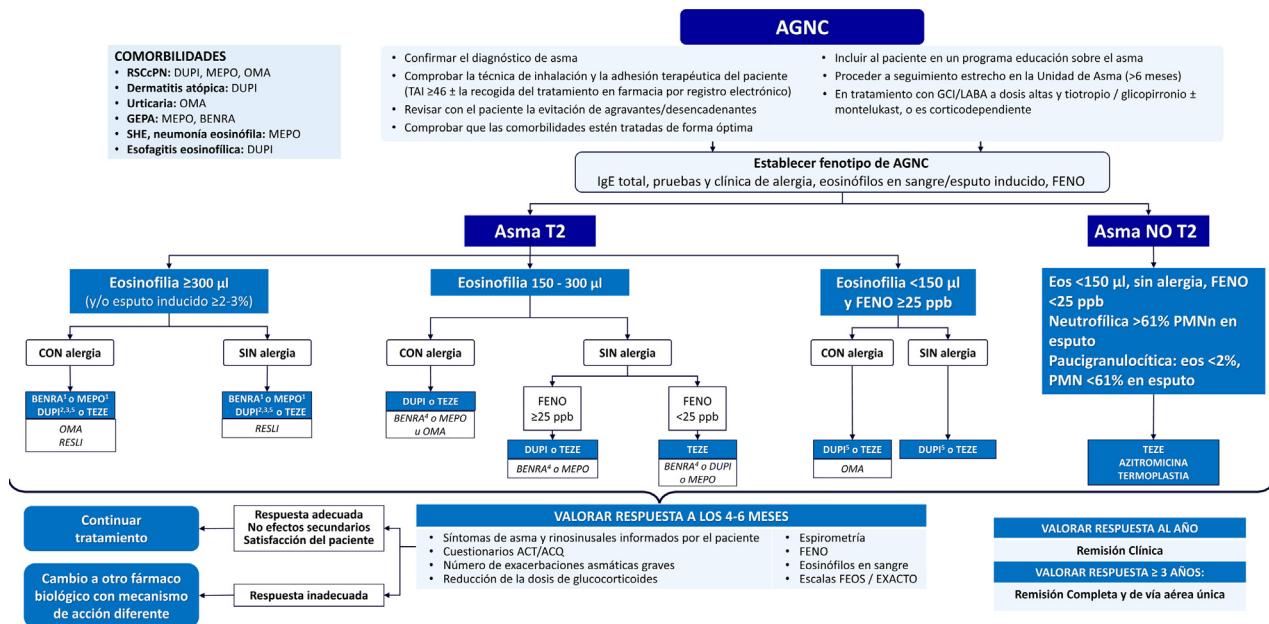 AGNC
COMORBILIDADES
• RSCcPN: DUPI, MEPO, OMA
• Dermatitis atópica: DUPI
• Urticaria: OMA
• GEPA: MEPO, BENRA
• SHE, neumonía eosinófila: MEPO
• Esofagitis eosinofílica: DUPI
• Confirmar el diagnóstico de asma
• Comprobar la técnica de inhalación y la adhesión terapéutica del paciente
(TAI ≥46 ± la recogida del tratamiento en farmacia por registro electrónico)
• Revisar con el paciente la evitación de agravantes/desencadenantes
• Comprobar que las comorbilidades estén tratadas de forma óptima
• Incluir al paciente en un programa educación sobre el asma
• Proceder a seguimiento estrecho en la Unidad de Asma (>6 meses)
• En tratamiento con GCI/LABA a dosis altas y tiotropio / glicopirronio ±
montelukast, o es corticodependiente
Establecer fenotipo de AGNC
IgE total, pruebas y clínica de alergia, eosinófilos en sangre/esputo inducido, FENO
Asma T2
Asma NO T2
Eosinofilia ≥300 µl
(y/o esputo inducido ≥2-3%)
Eosinofilia 150 - 300 µl
Eosinofilia <150 µl
y FENO ≥25 ppb
Eos <150 µl, sin alergia, FENO
<25 ppb
Neutrofílica >61% PMNn en
esputo
Paucigranulocítica: eos <2%,
PMN <61% en esputo
CON alergia
SIN alergia
CON alergia
SIN alergia
CON alergia
SIN alergia
BENRA¹ o MEPO¹
DUPI²,³,⁵ o TEZE
OMA
RESLI
BENRA¹ o MEPO¹
DUPI²,³,⁵ o TEZE
RESLI
DUPI o TEZE
BENRA⁴ o MEPO
u OMA
FENO
≥25 ppb
FENO
<25 ppb
DUPI o TEZE
BENRA⁴ o MEPO
TEZE
BENRA⁴ o DUPI
o MEPO
DUPI⁵ o TEZE
OMA
DUPI⁵ o TEZE
TEZE
AZITROMICINA
TERMOPLASTIA
Continuar
tratamiento
Respuesta adecuada
No efectos secundarios
Satisfacción del paciente
Cambio a otro fármaco
biológico con mecanismo
de acción diferente
Respuesta inadecuada
VALORAR RESPUESTA A LOS 4-6 MESES
• Síntomas de asma y rinosinusales informados por el paciente
• Cuestionarios ACT/ACQ
• Número de exacerbaciones asmáticas graves
• Reducción de la dosis de glucocorticoides
• Espirometría
• FENO
• Eosinófilos en sangre
• Escalas FEOS / EXACTO
VALORAR RESPUESTA AL AÑO
Remisión Clínica
VALORAR RESPUESTA ≥ 3 AÑOS:
Remisión Completa y de vía aérea única